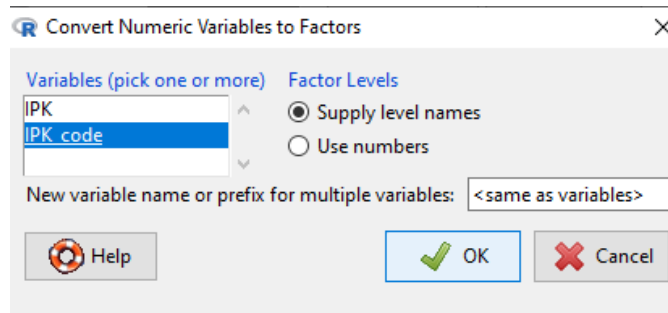 Convert Numeric Variables to Factors
Variables (pick one or more) Factor Levels
IPK
IPK_code
Supply level names
Use numbers
New variable name or prefix for multiple variables: <same as variables>
Help OK Cancel